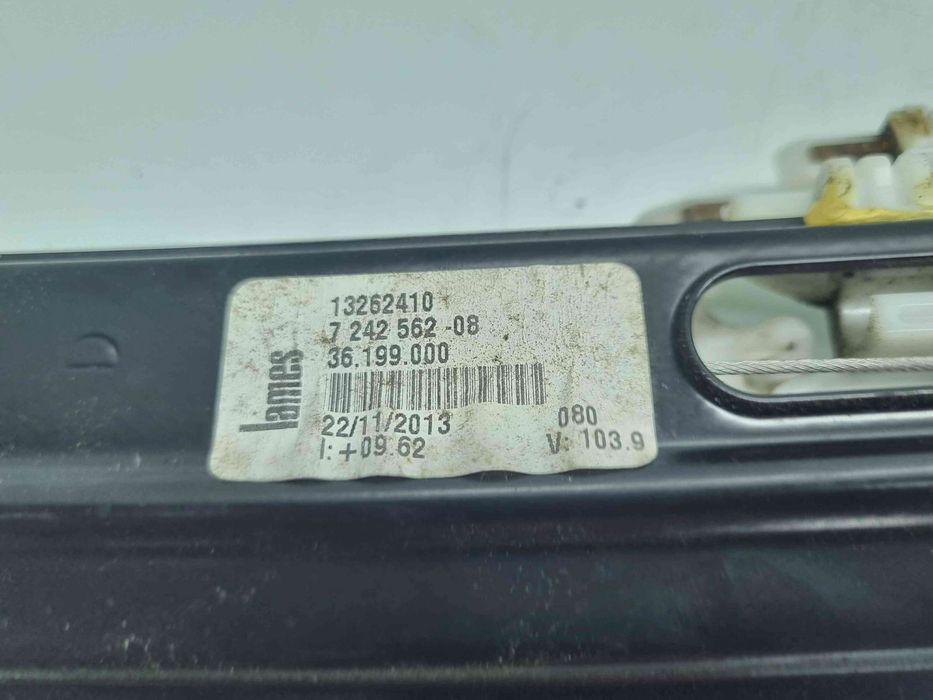 lames
13262410
7 242 562 -08
36.199.000
22/11/2013 080
I: +09.62 V: 103.9
D